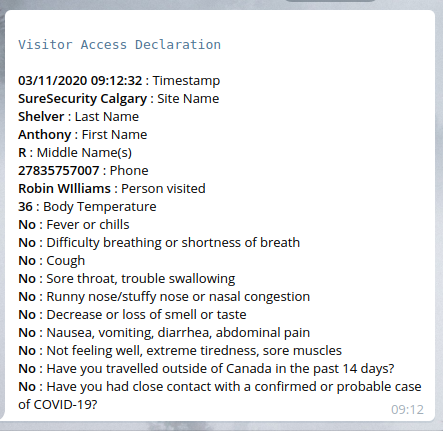 Visitor Access Declaration
03/11/2020 09:12:32 : Timestamp
SureSecurity Calgary : Site Name
Shelver : Last Name
Anthony : First Name
R : Middle Name(s)
27835757007 : Phone
Robin WIlliams : Person visited
36 : Body Temperature
No : Fever or chills
No : Difficulty breathing or shortness of breath
No : Cough
No : Sore throat, trouble swallowing
No : Runny nose/stuffy nose or nasal congestion
No : Decrease or loss of smell or taste
No : Nausea, vomiting, diarrhea, abdominal pain
No : Not feeling well, extreme tiredness, sore muscles
No : Have you travelled outside of Canada in the past 14 days?
No : Have you had close contact with a confirmed or probable case
of COVID-19?
09:12